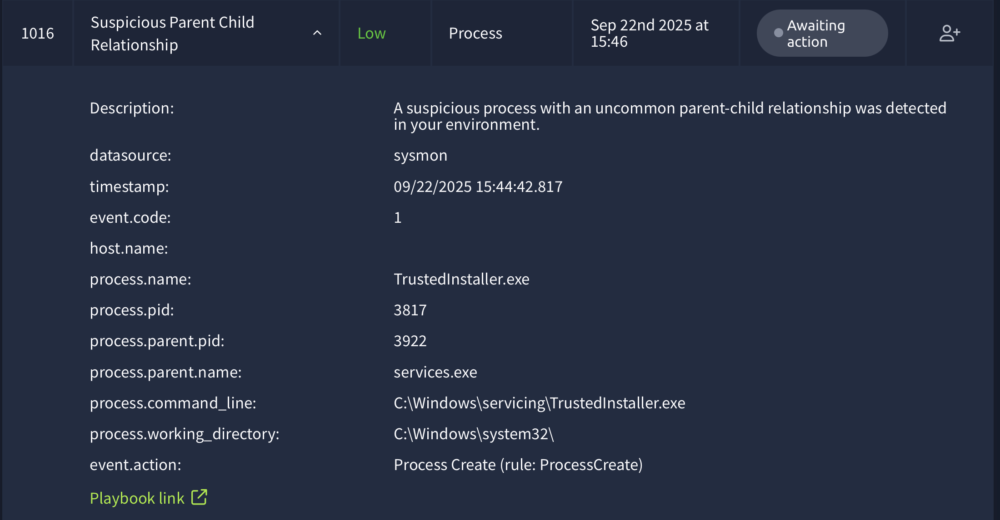 1016
Suspicious Parent Child
Relationship
Low
Process
Sep 22nd 2025 at
15:46
Awaiting
action
Description:
A suspicious process with an uncommon parent-child relationship was detected
in your environment.
datasource:
sysmon
timestamp:
09/22/2025 15:44:42.817
event.code:
1
host.name:
process.name:
TrustedInstaller.exe
process.pid:
3817
process.parent.pid:
3922
process.parent.name:
services.exe
process.command_line:
C:\Windows\servicing\TrustedInstaller.exe
process.working_directory:
C:\Windows\system32\
event.action:
Process Create (rule: ProcessCreate)
Playbook link